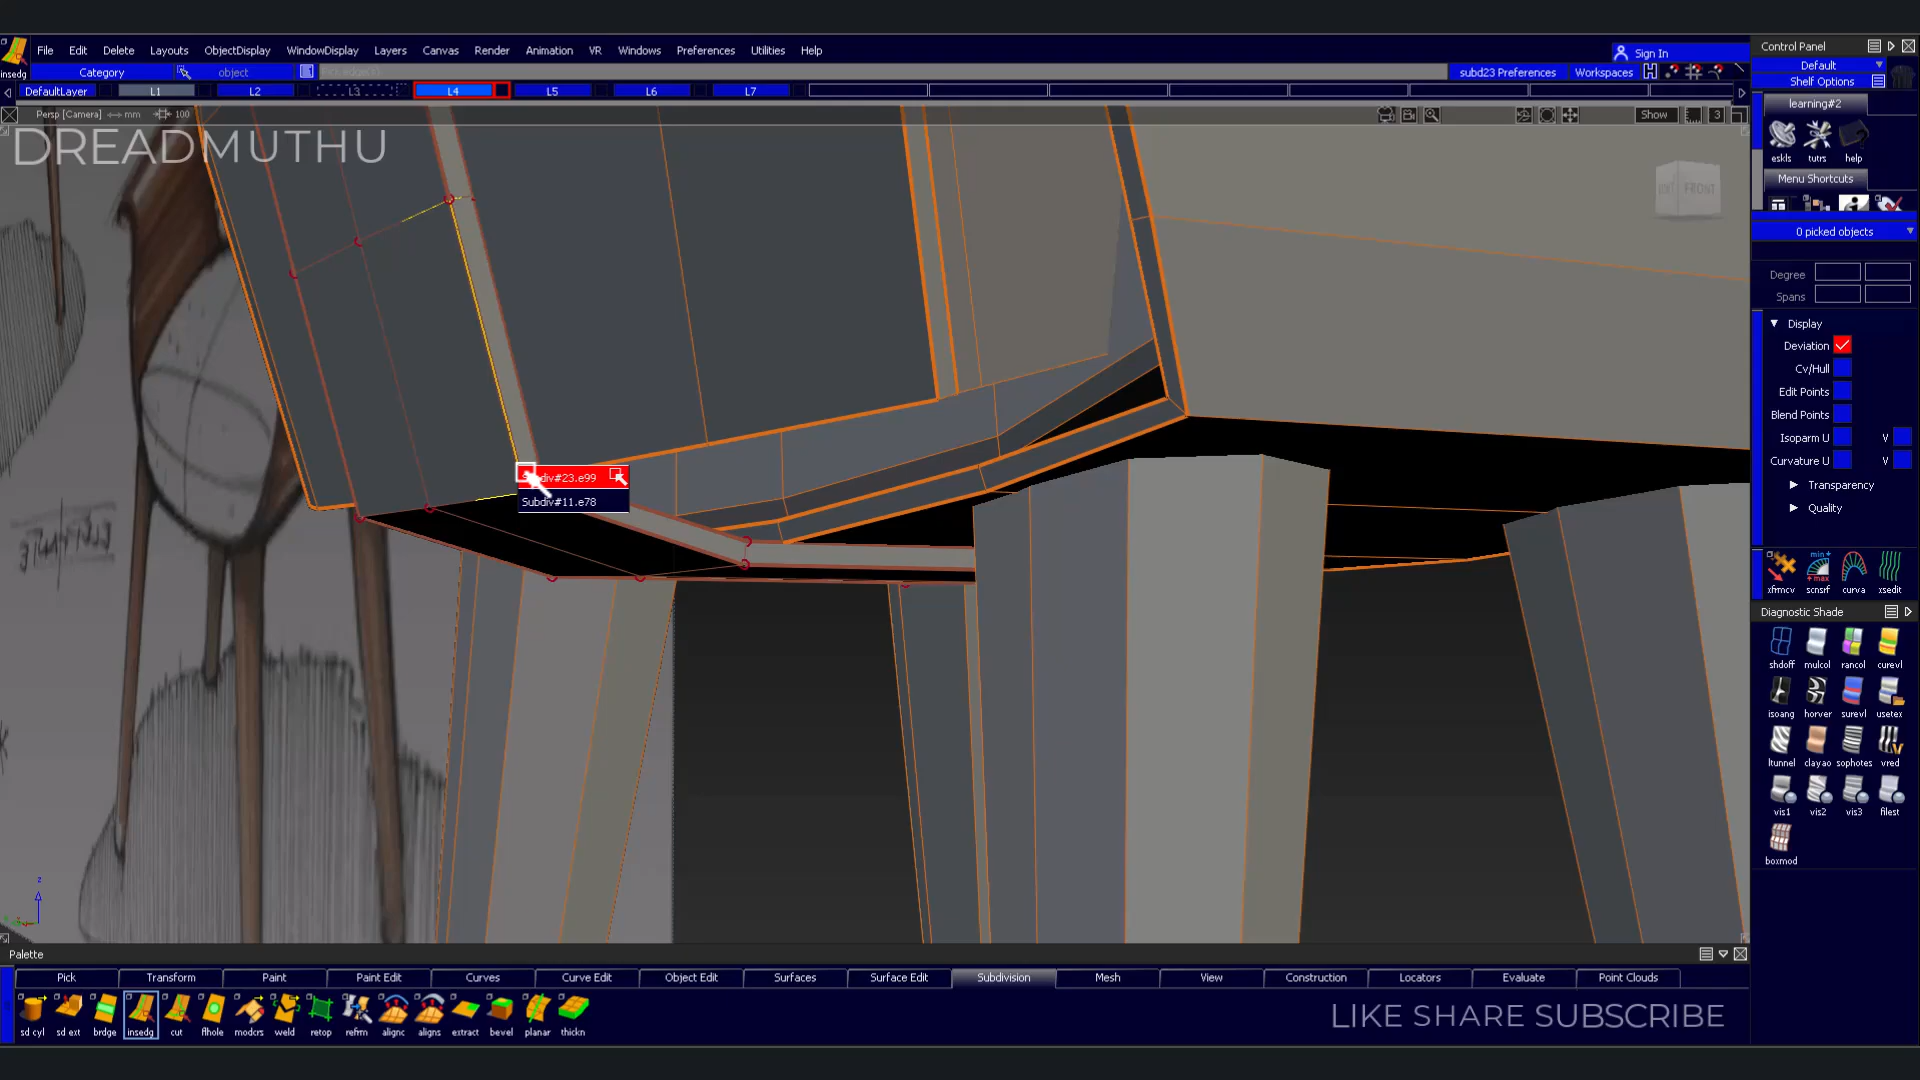 File Edit Delete Layouts ObjectDisplay WindowDisplay Layers Canvas Render Animation VR Windows Preferences Utilities Help
Sign In
insedg Category object
subd23 Preferences Workspaces
DefaultLayer L1 L2 L3 L4 L5 L6 L7
Persp [Camera] mm 100
Show 3
DREADMUTHU
FRONT
Subdiv#11.e78
z
Control Panel
Default
Shelf Options
learning#2
eskls tutrs help
Menu Shortcuts
0 picked objects
Degree
Spans
Display
Deviation
Cv/Hull
Edit Points
Blend Points
Isoparm U V
Curvature U V
Transparency
Quality
xfrmcv scnsrf curva xsedit
Diagnostic Shade
shdoff mulcol rancol curevl
isoang horver surevl usetex
ltunnel clayao sophotes vred
vis1 vis2 vis3 filest
boxmod
Palette
Pick Transform Paint Paint Edit Curves Curve Edit Object Edit Surfaces Surface Edit Subdivision Mesh View Construction Locators Evaluate Point Clouds
sd cyl sd ext brdge insedg cut flhole modcrs weld retop refrm alignc aligns extract bevel planar thickn
LIKE SHARE SUBSCRIBE